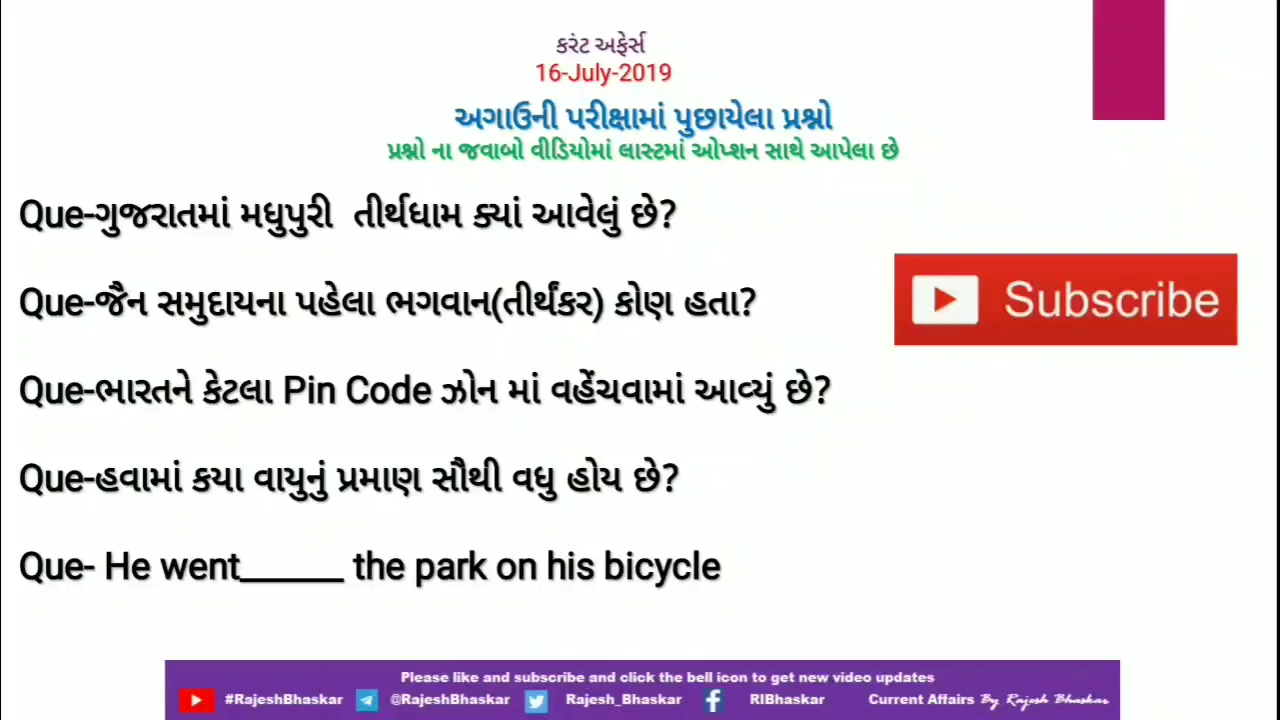 કરંટ અફેર્સ
16-July-2019
અગાઉની પરીક્ષામાં પુછાયેલા પ્રશ્નો
પ્રશ્નો ના જવાબો વીડિયોમાં લાસ્ટમાં ઓપ્શન સાથે આપેલા છે
Que-ગુજરાતમાં મધુપુરી તીર્થધામ ક્યાં આવેલું છે?
Que-જૈન સમુદાયના પહેલા ભગવાન(તીર્થંકર) કોણ હતા?
Subscribe
Que-ભારતને કેટલા Pin Code ઝોન માં વહેંચવામાં આવ્યું છે?
Que-હવામાં કયા વાયુનું પ્રમાણ સૌથી વધુ હોય છે?
Que- He went______ the park on his bicycle
Please like and subscribe and click the bell icon to get new video updates
#RajeshBhaskar @RajeshBhaskar Rajesh_Bhaskar RIBhaskar Current Affairs By Rajesh Bhaskar